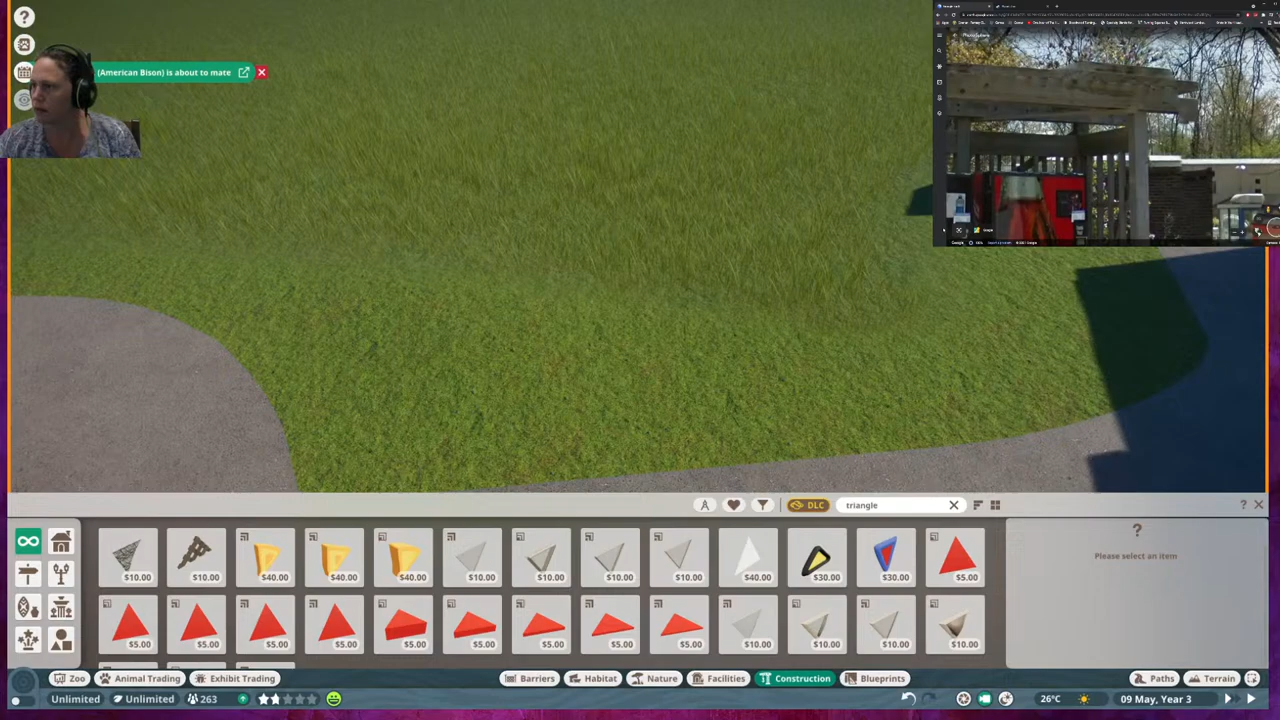 (American Bison) is about to mate
DLC
triangle
?
Please select an item
$10.00 $10.00 $40.00 $40.00 $40.00 $10.00 $10.00 $10.00 $10.00 $40.00 $30.00 $30.00 $5.00
$5.00 $5.00 $5.00 $5.00 $5.00 $5.00 $5.00 $5.00 $5.00 $10.00 $10.00 $10.00 $10.00
Zoo Animal Trading Exhibit Trading Barriers Habitat Nature Facilities Construction Blueprints Paths Terrain
Unlimited Unlimited 263 26°C 09 May, Year 3